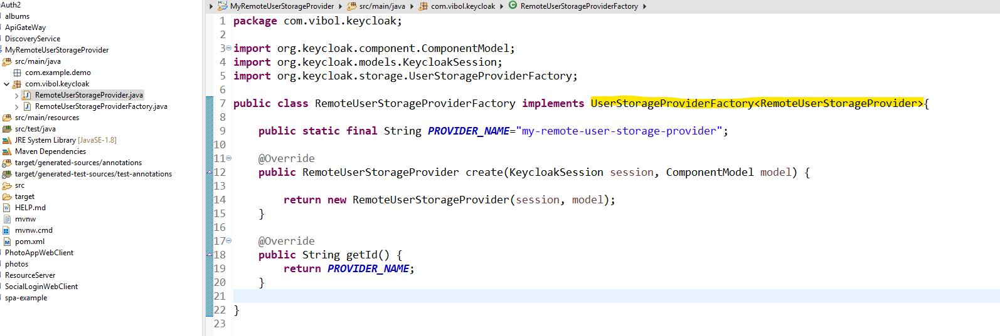 Auth2
albums
ApiGateWay
DiscoveryService
MyRemoteUserStorageProvider
src/main/java
com.example.demo
com.vibol.keycloak
RemoteUserStorageProvider.java
RemoteUserStorageProviderFactory.java
src/main/resources
src/test/java
JRE System Library [JavaSE-1.8]
Maven Dependencies
target/generated-sources/annotations
target/generated-test-sources/test-annotations
src
target
HELP.md
mvnw
mvnw.cmd
pom.xml
PhotoAppWebClient
photos
ResourceServer
SocialLoginWebClient
spa-example
MyRemoteUserStorageProvider src/main/java com.vibol.keycloak RemoteUserStorageProviderFactory
1 package com.vibol.keycloak;
2
3 import org.keycloak.component.ComponentModel;
4 import org.keycloak.models.KeycloakSession;
5 import org.keycloak.storage.UserStorageProviderFactory;
6
7 public class RemoteUserStorageProviderFactory implements UserStorageProviderFactory<RemoteUserStorageProvider>{
8
9 public static final String PROVIDER_NAME="my-remote-user-storage-provider";
10
11 @Override
12 public RemoteUserStorageProvider create(KeycloakSession session, ComponentModel model) {
13
14 return new RemoteUserStorageProvider(session, model);
15 }
16
17 @Override
18 public String getId() {
19 return PROVIDER_NAME;
20 }
21
22 }
23